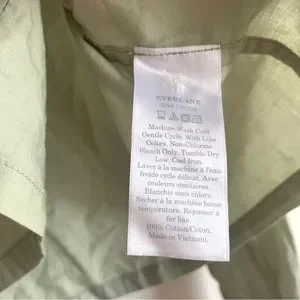 EVERLANE
Machine Wash Cold
Gentle Cycle. With Like
Colors. Non-Chlorine
Bleach Only. Tumble Dry
Low. Cool Iron.
Laver à la machine à l'eau
froide cycle délicat. Avec
couleurs similaires.
Blanchir sans chlore.
Sécher à la machine basse
température. Repasser à
fer bas.
100% Cotton/Coton.
Made in Vietnam.